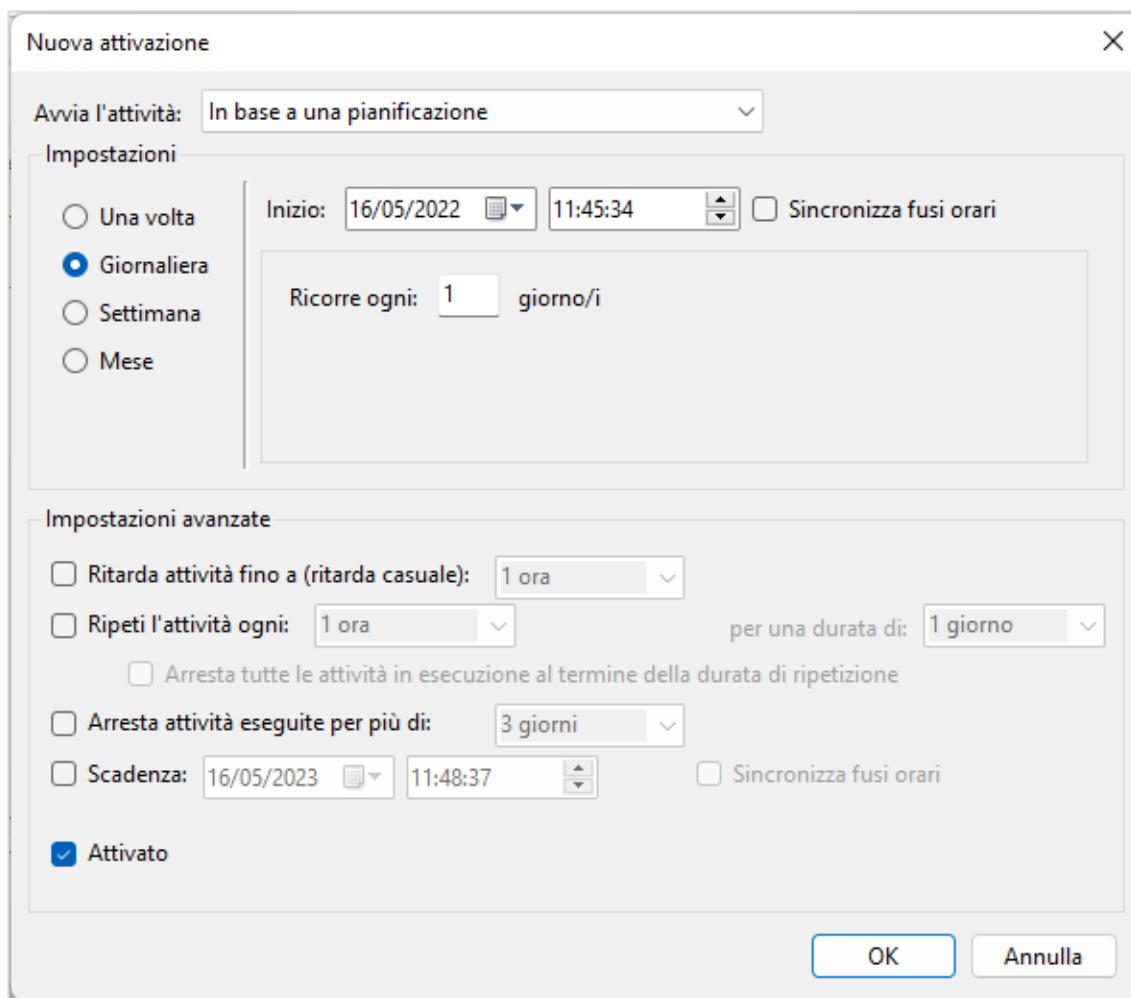 Nuova attivazione
Avvia l'attività: In base a una pianificazione
Impostazioni
Una volta
Giornaliera
Settimana
Mese
Inizio: 16/05/2022 11:45:34 Sincronizza fusi orari
Ricorre ogni: 1 giorno/i
Impostazioni avanzate
Ritarda attività fino a (ritarda casuale): 1 ora
Ripeti l'attività ogni: 1 ora per una durata di: 1 giorno
Arresta tutte le attività in esecuzione al termine della durata di ripetizione
Arresta attività eseguite per più di: 3 giorni
Scadenza: 16/05/2023 11:48:37 Sincronizza fusi orari
Attivato
OK Annulla